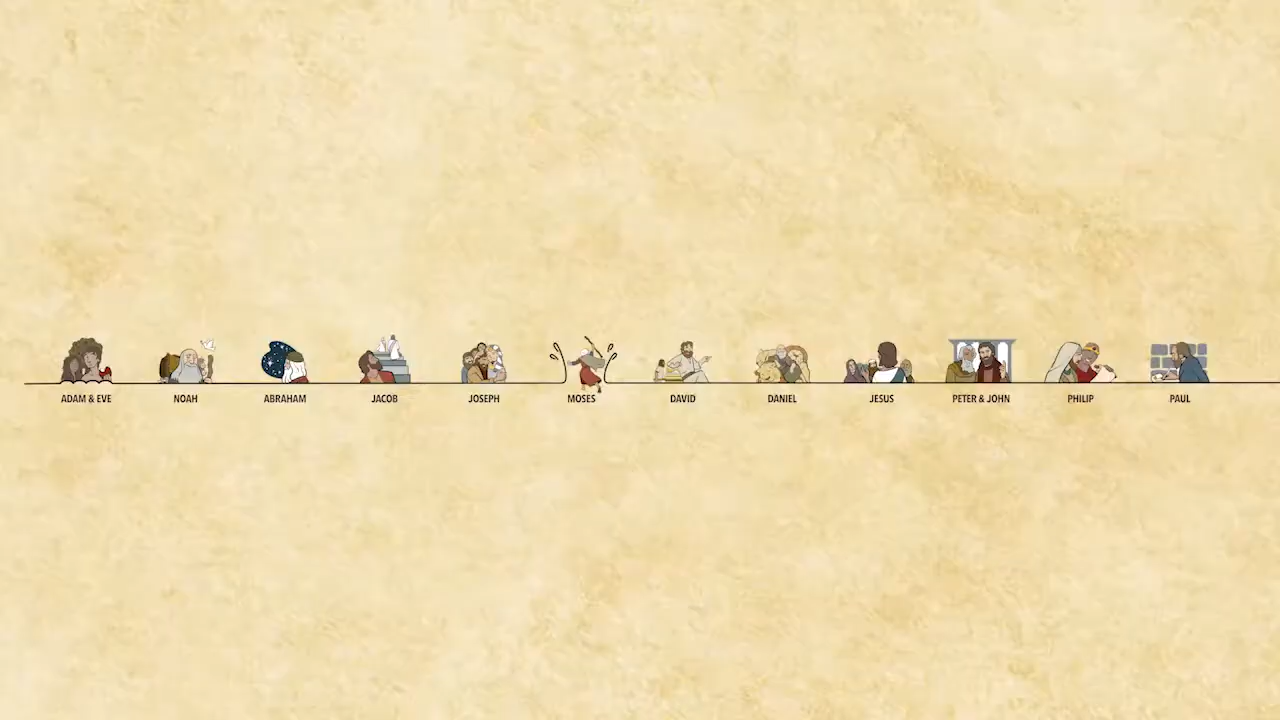 ADAM & EVE
NOAH
ABRAHAM
JACOB
JOSEPH
MOSES
DAVID
DANIEL
JESUS
PETER & JOHN
PHILIP
PAUL